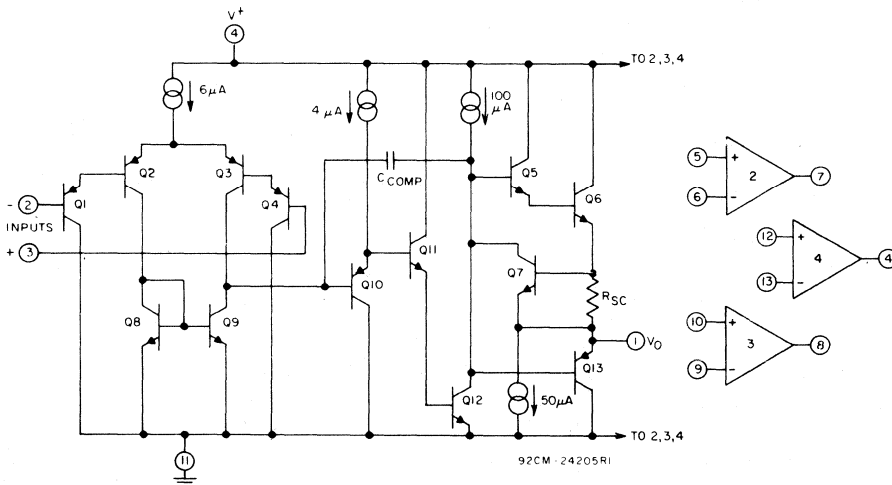 V+
4
TO 2,3,4
6μA
4μA
100
μA
Q2
Q3
Q5
CCOMP
Q6
5
+
2
7
6
-
- 2
Q1
Q4
INPUTS
+ 3
12
+
4
4
13
-
Q11
Q7
Q10
RSC
10
+
3
8
9
-
Q8
Q9
1
VO
Q13
Q12
50μA
TO 2,3,4
11
92CM-24205R1